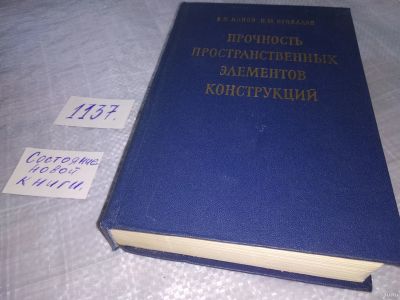 ПРОЧНОСТЬ
ПРОСТРАНСТВЕННЫХ
ЭЛЕМЕНТОВ
КОНСТРУКЦИЙ
1137.
Состояние
новой
книги.